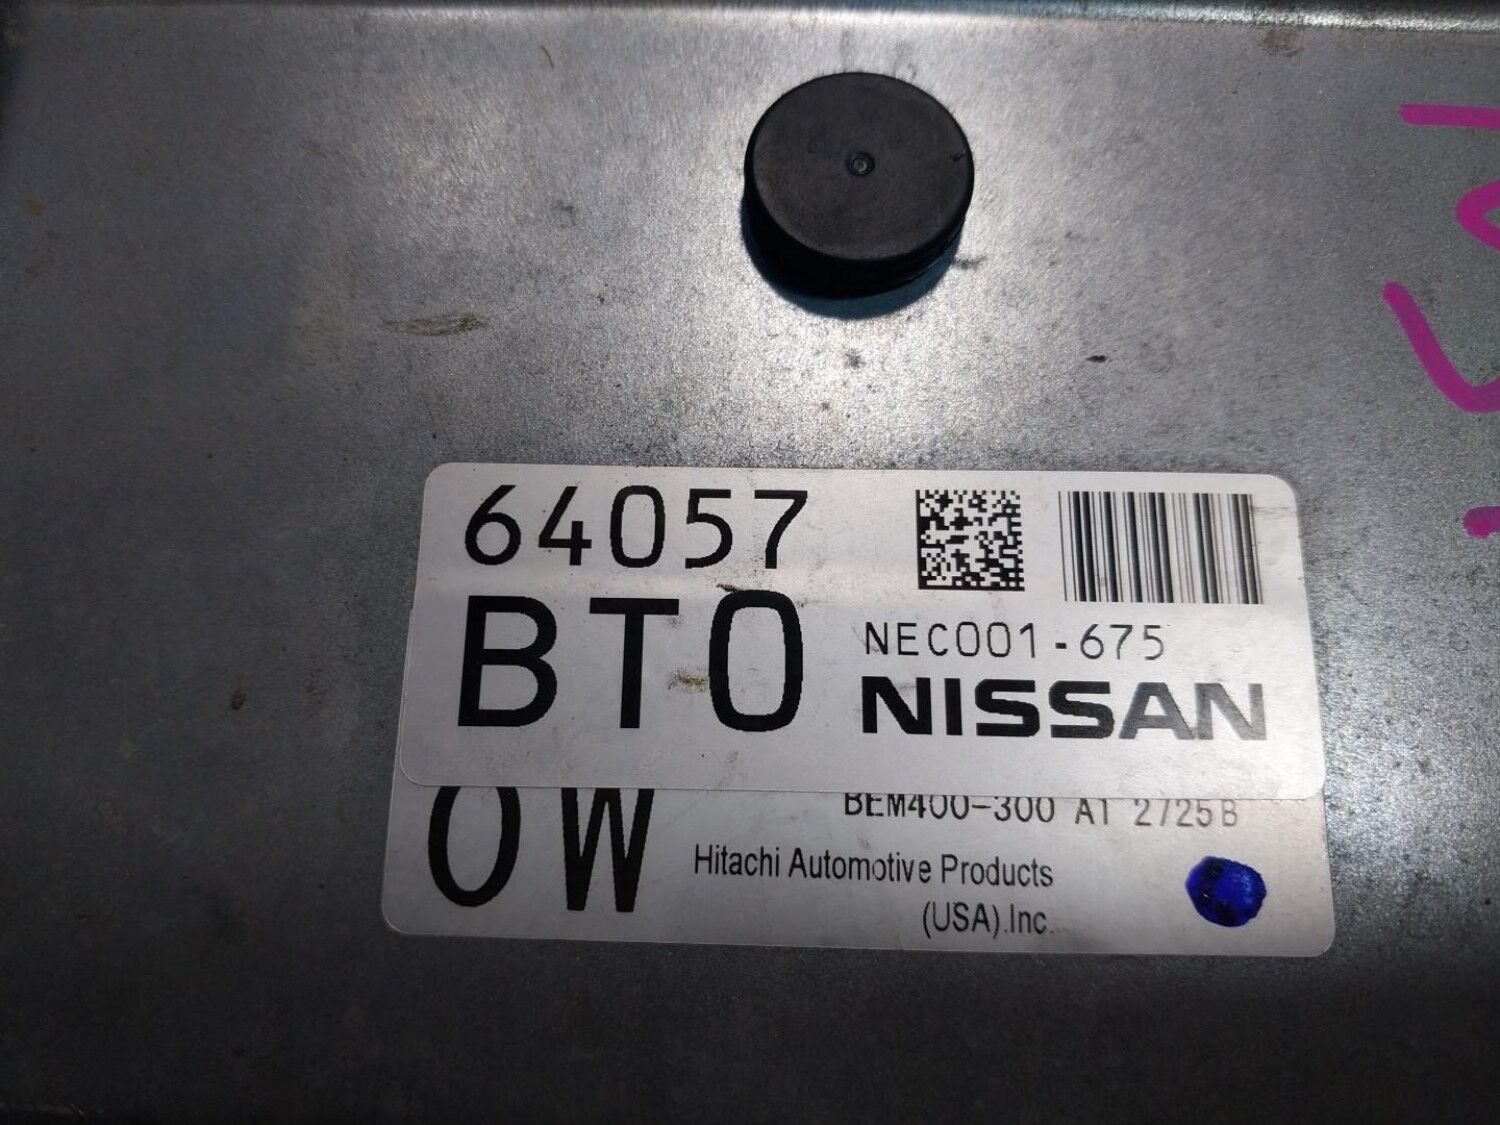 64057
BT0 NEC001-675
NISSAN
0W BEM400-300 A1 2725B
Hitachi Automotive Products
(USA).Inc.